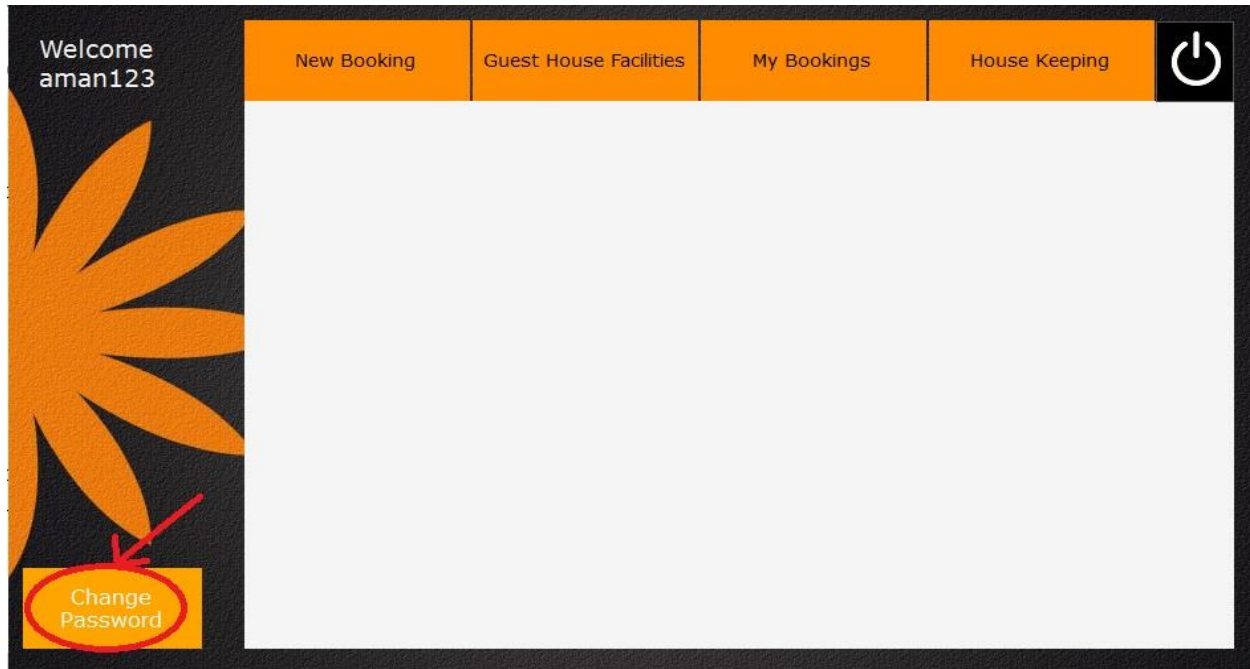 Welcome
aman123
New Booking
Guest House Facilities
My Bookings
House Keeping
Change
Password